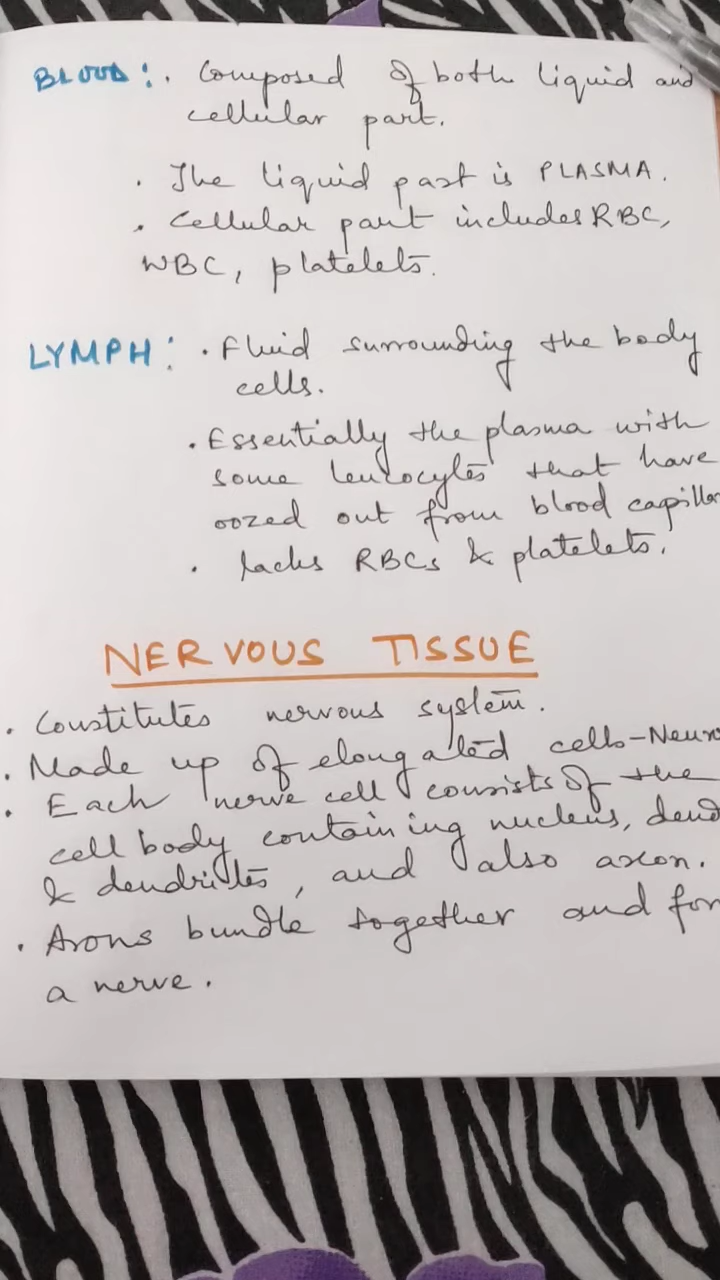 BLOOD: . Composed of both liquid and
cellular part.
. The liquid part is PLASMA.
. Cellular part includes RBC,
WBC, platelets.
LYMPH: . Fluid surrounding the body
cells.
. Essentially the plasma with
some leucocytes that have
oozed out from blood
. lacks RBCs & platelets.
NERVOUS TISSUE
. Constitutes nervous system.
. Made up of elongated cells-
. Each nerve cell consists of the
cell body containing nucleus,
& dendrites, and also axon.
. Axons bundle together and
a nerve.